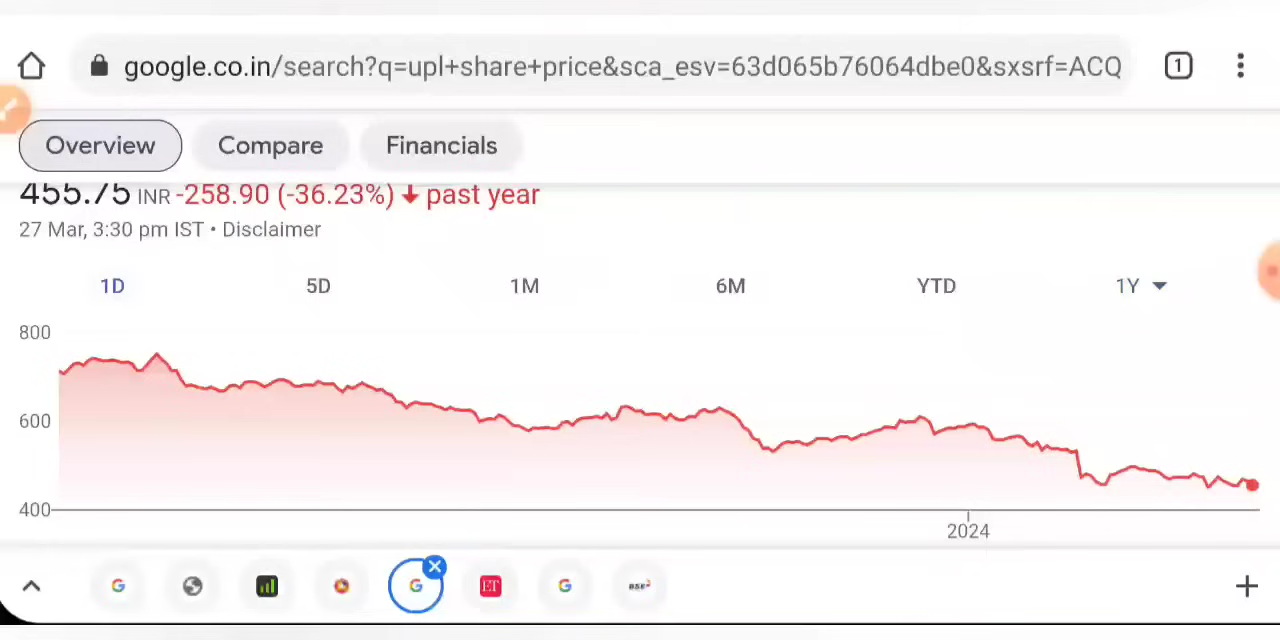 google.co.in/search?q=upl+share+price&sca_esv=63d065b76064dbe0&sxsrf=ACQ
1
Overview Compare Financials
455.75 INR -258.90 (-36.23%) ↓ past year
27 Mar, 3:30 pm IST • Disclaimer
1D 5D 1M 6M YTD 1Y
800
600
400
2024
G G ET G BSE